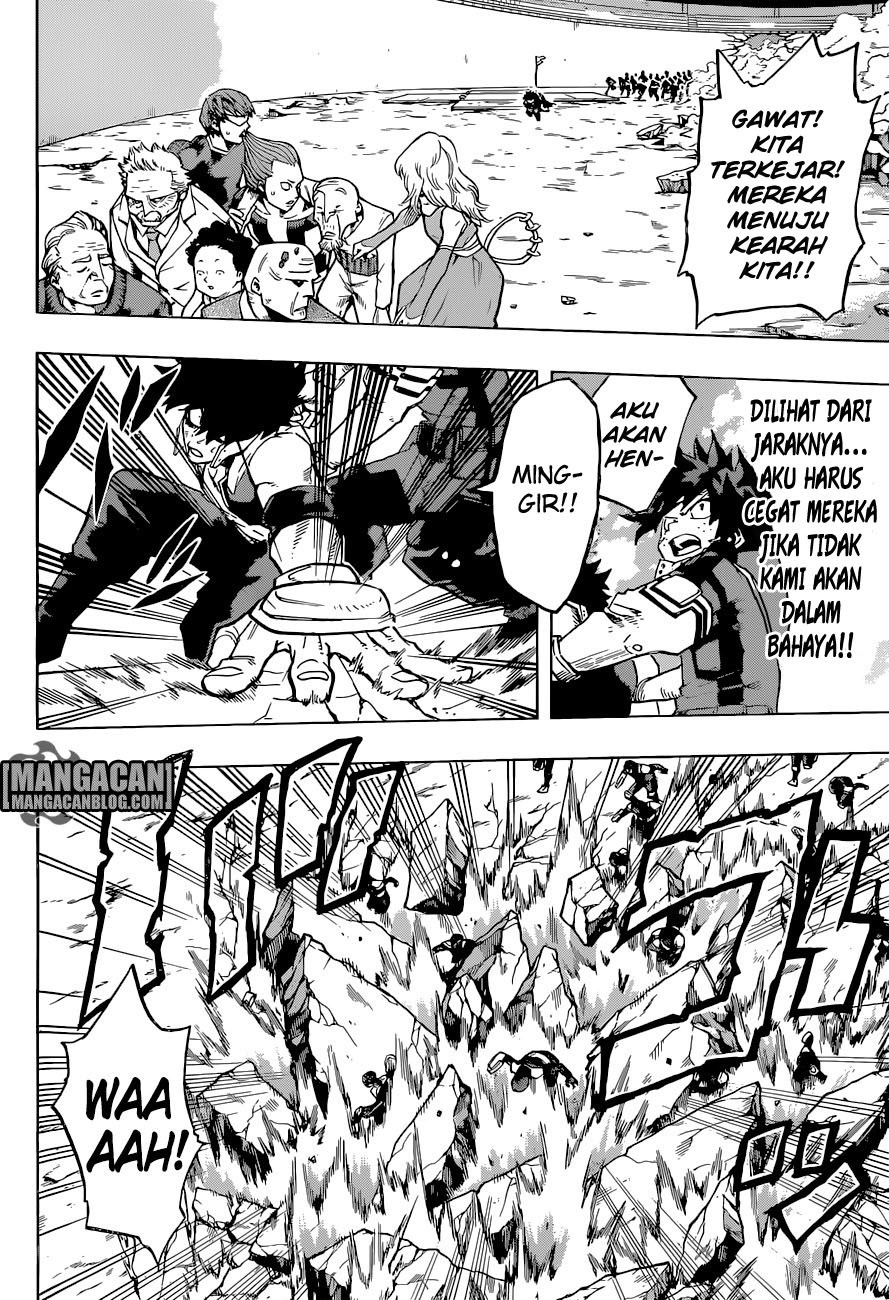 GAWAT!
KITA
TERKEJAR!
MEREKA
MENUJU
KEARAH
KITA!!
DILIHAT DARI
JARAKNYA...
AKU HARUS
CEGAT MEREKA
JIKA TIDAK
KAMI AKAN
DALAM
BAHAYA!!
AKU
AKAN
HEN-
MING-
GIR!!
MANGACAN
MANGACANBLOG.COM
WAA
AAH!